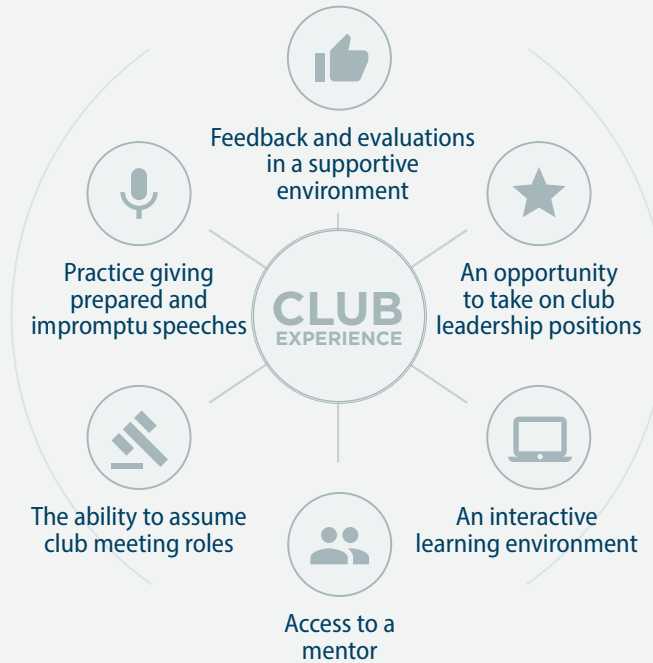 Feedback and evaluations
in a supportive
environment
Practice giving
prepared and
impromptu speeches
CLUB
EXPERIENCE
An opportunity
to take on club
leadership positions
The ability to assume
club meeting roles
An interactive
learning environment
Access to a
mentor